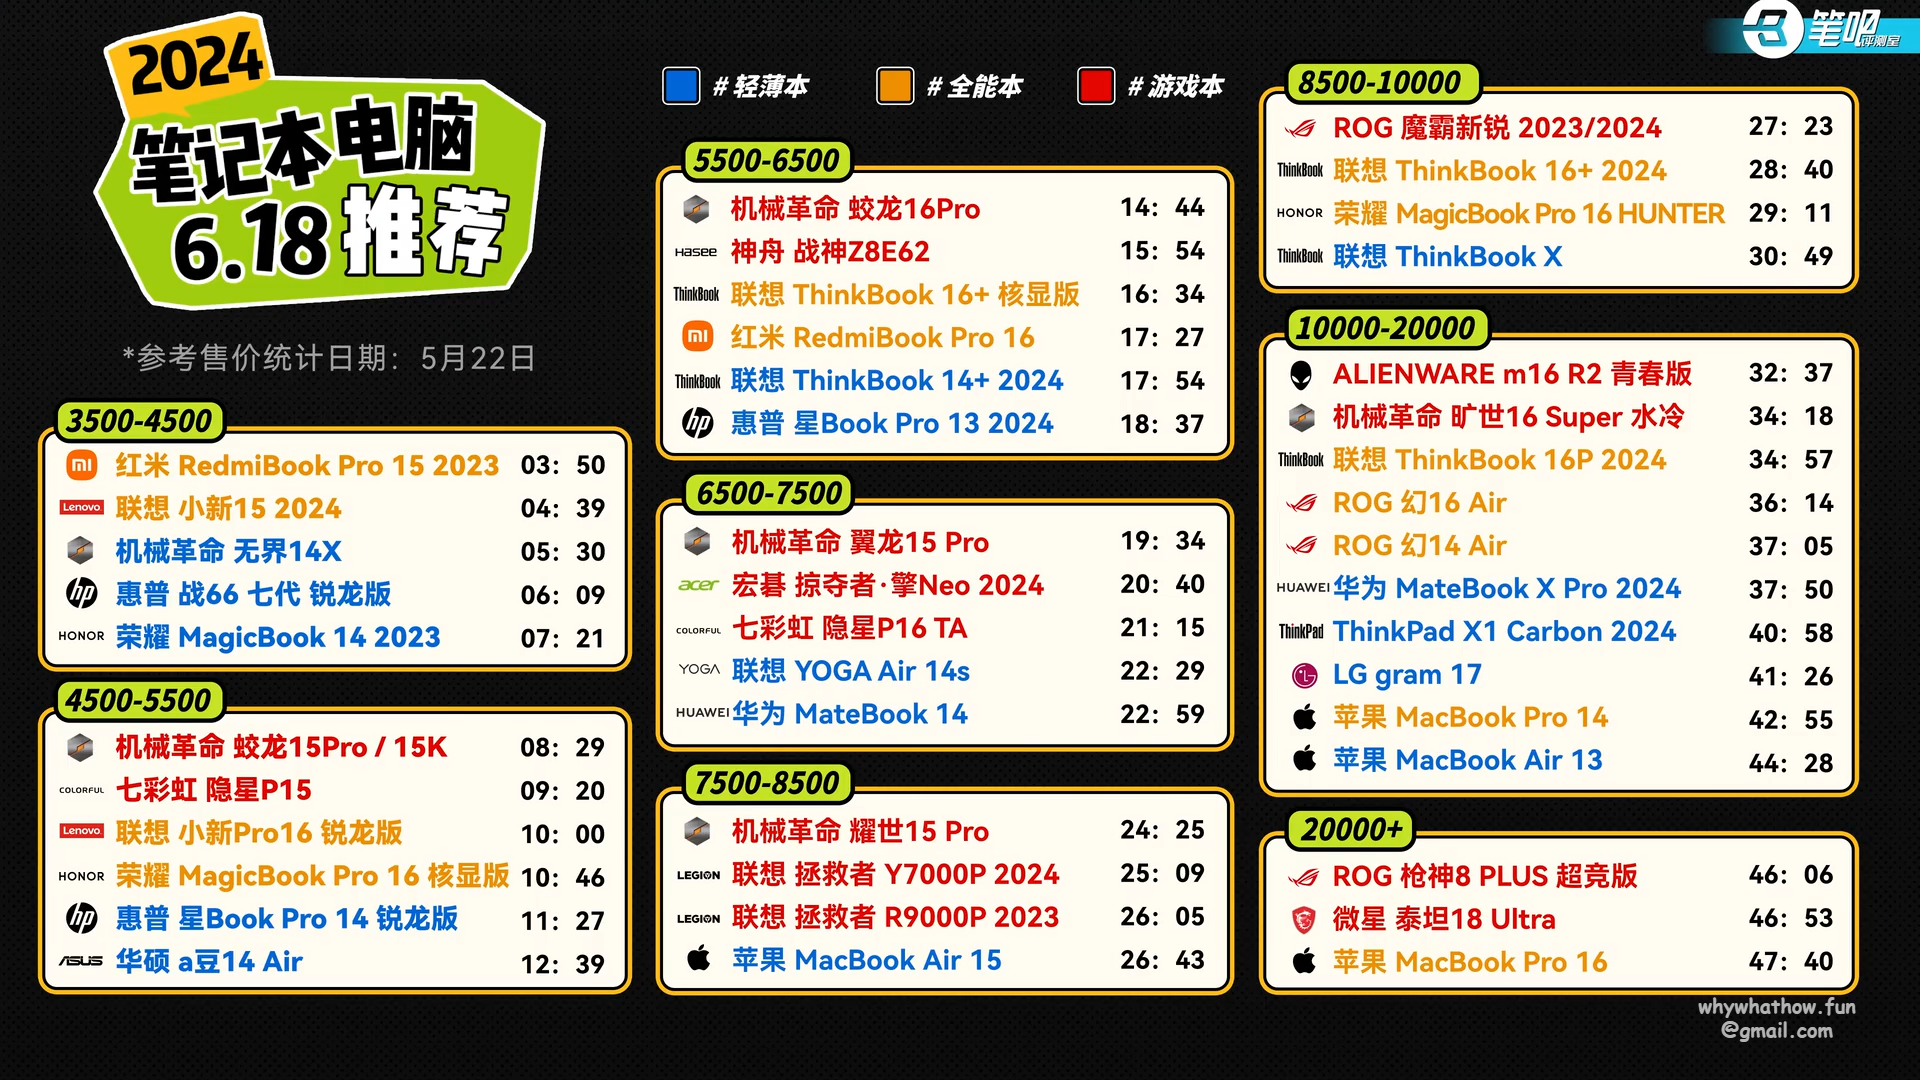 2024
笔记本电脑
6.18推荐
*参考售价统计日期：5月22日
#轻薄本
#全能本
#游戏本
笔吧评测室
3500-4500
红米 RedmiBook Pro 15 2023 03: 50
Lenovo 联想 小新15 2024 04: 39
机械革命 无界14X 05: 30
hp 惠普 战66 七代 锐龙版 06: 09
HONOR 荣耀 MagicBook 14 2023 07: 21
4500-5500
机械革命 蛟龙15Pro / 15K 08: 29
COLORFUL 七彩虹 隐星P15 09: 20
Lenovo 联想 小新Pro16 锐龙版 10: 00
HONOR 荣耀 MagicBook Pro 16 核显版 10: 46
hp 惠普 星Book Pro 14 锐龙版 11: 27
ASUS 华硕 a豆14 Air 12: 39
5500-6500
机械革命 蛟龙16Pro 14: 44
HASEE 神舟 战神Z8E62 15: 54
ThinkBook 联想 ThinkBook 16+ 核显版 16: 34
红米 RedmiBook Pro 16 17: 27
ThinkBook 联想 ThinkBook 14+ 2024 17: 54
hp 惠普 星Book Pro 13 2024 18: 37
6500-7500
机械革命 翼龙15 Pro 19: 34
acer 宏碁 掠夺者·擎Neo 2024 20: 40
COLORFUL 七彩虹 隐星P16 TA 21: 15
YOGA 联想 YOGA Air 14s 22: 29
HUAWEI 华为 MateBook 14 22: 59
7500-8500
机械革命 耀世15 Pro 24: 25
LEGION 联想 拯救者 Y7000P 2024 25: 09
LEGION 联想 拯救者 R9000P 2023 26: 05
苹果 MacBook Air 15 26: 43
8500-10000
ROG 魔霸新锐 2023/2024 27: 23
ThinkBook 联想 ThinkBook 16+ 2024 28: 40
HONOR 荣耀 MagicBook Pro 16 HUNTER 29: 11
ThinkBook 联想 ThinkBook X 30: 49
10000-20000
ALIENWARE m16 R2 青春版 32: 37
机械革命 旷世16 Super 水冷 34: 18
ThinkBook 联想 ThinkBook 16P 2024 34: 57
ROG 幻16 Air 36: 14
ROG 幻14 Air 37: 05
HUAWEI 华为 MateBook X Pro 2024 37: 50
ThinkPad ThinkPad X1 Carbon 2024 40: 58
LG LG gram 17 41: 26
苹果 MacBook Pro 14 42: 55
苹果 MacBook Air 13 44: 28
20000+
ROG 枪神8 PLUS 超竞版 46: 06
微星 泰坦18 Ultra 46: 53
苹果 MacBook Pro 16 47: 40
whywhathow.fun
@gmail.com